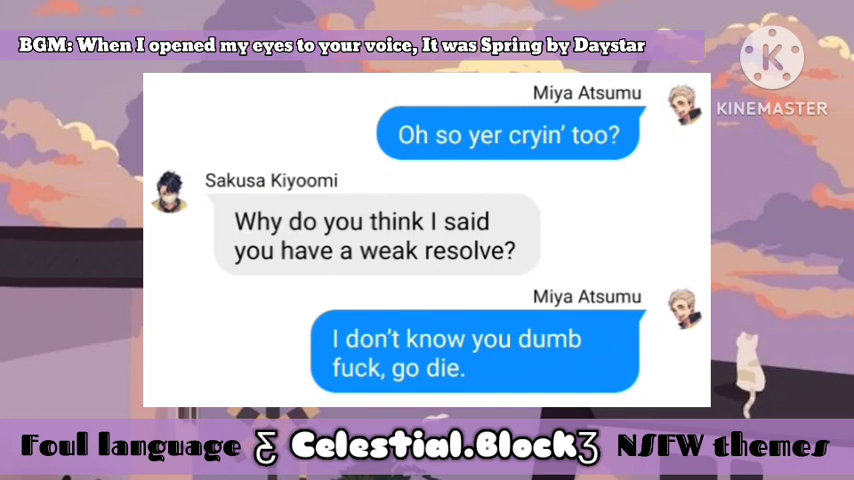 BGM: When I opened my eyes to your voice, It was Spring by Daystar
K
KINEMASTER
Miya Atsumu
Oh so yer cryin’ too?
Sakusa Kiyoomi
Why do you think I said
you have a weak resolve?
Miya Atsumu
I don’t know you dumb
fuck, go die.
Foul language ξ Celestial.Block3 NSFW themes